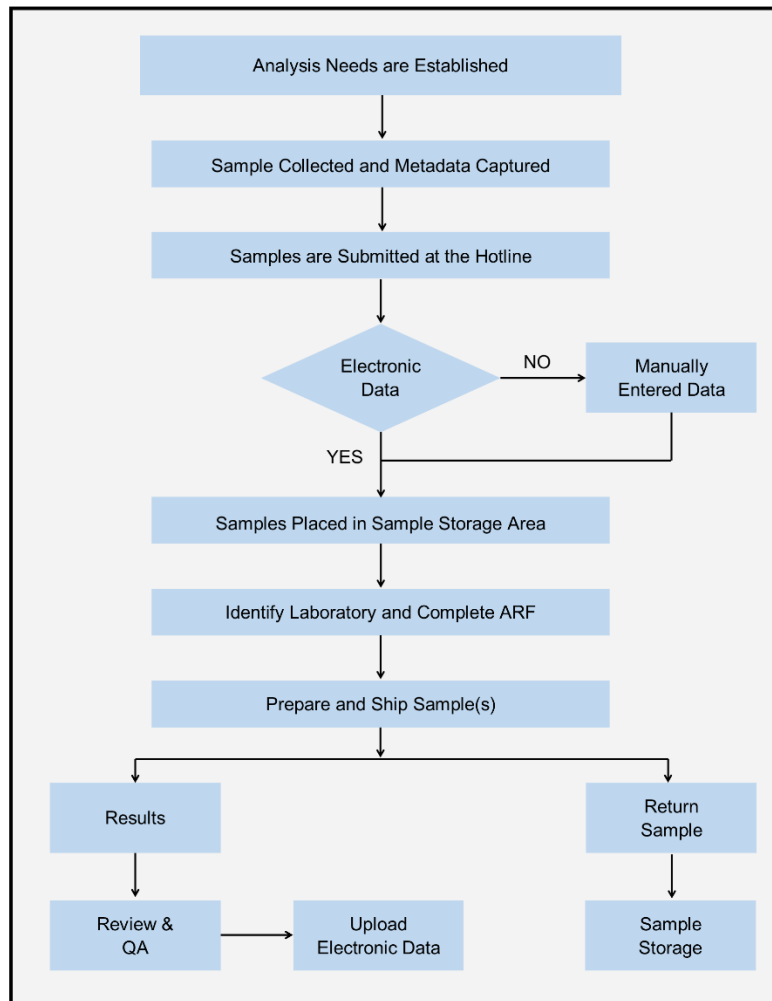 Analysis Needs are Established
Sample Collected and Metadata Captured
Samples are Submitted at the Hotline
Electronic
Data
NO
Manually
Entered Data
YES
Samples Placed in Sample Storage Area
Identify Laboratory and Complete ARF
Prepare and Ship Sample(s)
Results
Return
Sample
Review &
QA
Upload
Electronic Data
Sample
Storage